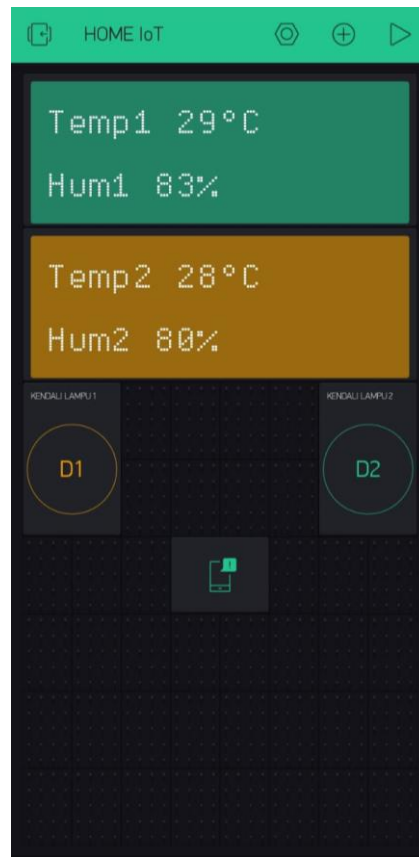 HOME IoT
Temp1 29°C
Hum1 83%
Temp2 28°C
Hum2 80%
KENDALI LAMPU 1
KENDALI LAMPU 2
D1
D2